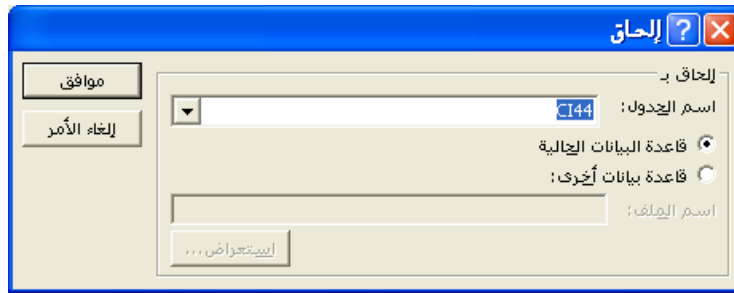 إلحاق
إلحاق بـ
اسم الجدول: CI44
قاعدة البيانات الحالية
قاعدة بيانات أخرى:
اسم الملف:
استعراض...
موافق
إلغاء الأمر